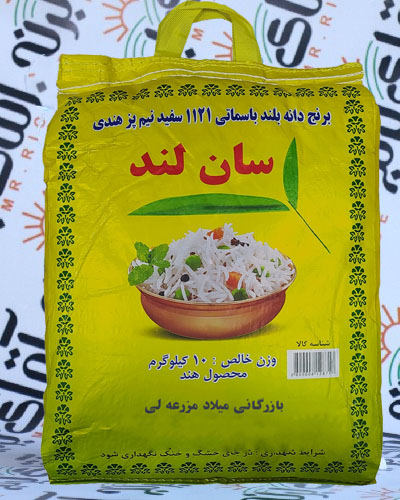 برنج دانه بلند باسماتی ۱۱۲۱ سفید نیم پز هندی
سان لند
شناسه کالا
وزن خالص : ۱۰ کیلوگرم
محصول هند
بازرگانی میلاد مزرعه لی
شرایط نگهداری : در جای خشک و خنک نگهداری شود